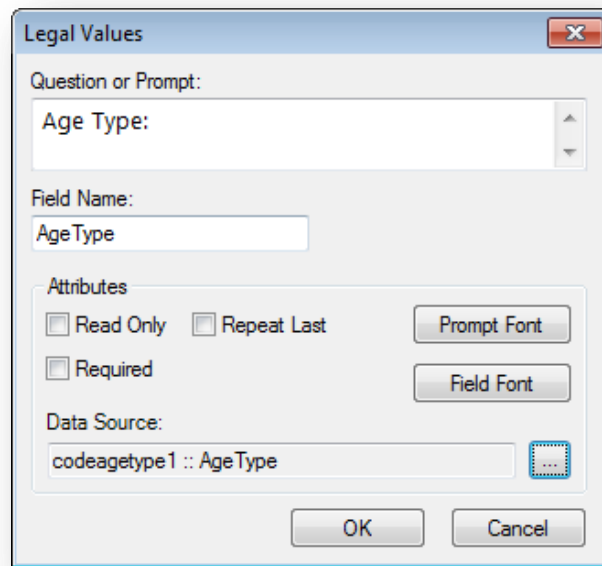 Legal Values
Question or Prompt:
Age Type:
Field Name:
AgeType
Attributes
Read Only Repeat Last Prompt Font
Required
Field Font
Data Source:
codeagetype1 :: AgeType ...
OK Cancel